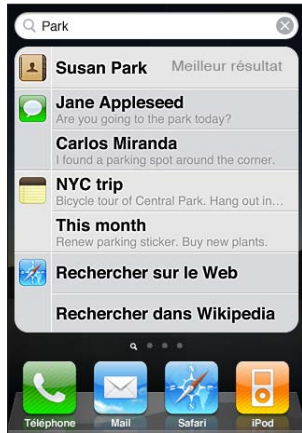 Park
Susan Park Meilleur résultat
Jane Appleseed
Are you going to the park today?
Carlos Miranda
I found a parking spot around the corner.
NYC trip
Bicycle tour of Central Park. Hang out in…
This month
Renew parking sticker. Buy new plants.
Rechercher sur le Web
Rechercher dans Wikipedia
Téléphone Mail Safari iPod